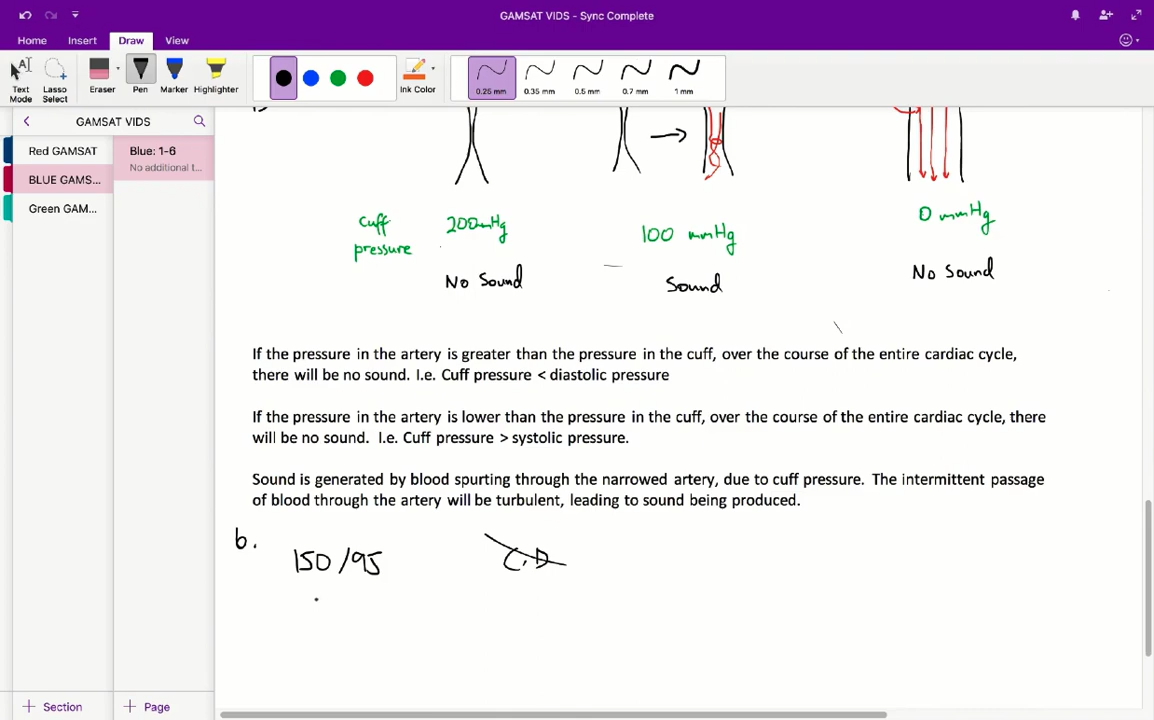 GAMSAT VIDS - Sync Complete
Home Insert Draw View
Text Mode
Lasso Select
Eraser
Pen
Marker
Highlighter
Ink Color
0.25 mm
0.35 mm
0.5 mm
0.7 mm
1 mm
GAMSAT VIDS
Red GAMSAT
BLUE GAMS...
Green GAM...
Blue: 1-6
No additional t...
Cuff pressure
200mHg
100 mmHg
0 mmHg
No Sound
Sound
No Sound
If the pressure in the artery is greater than the pressure in the cuff, over the course of the entire cardiac cycle,
there will be no sound. I.e. Cuff pressure < diastolic pressure
If the pressure in the artery is lower than the pressure in the cuff, over the course of the entire cardiac cycle, there
will be no sound. I.e. Cuff pressure > systolic pressure.
Sound is generated by blood spurting through the narrowed artery, due to cuff pressure. The intermittent passage
of blood through the artery will be turbulent, leading to sound being produced.
b.
150/95
C, D
+ Section
+ Page